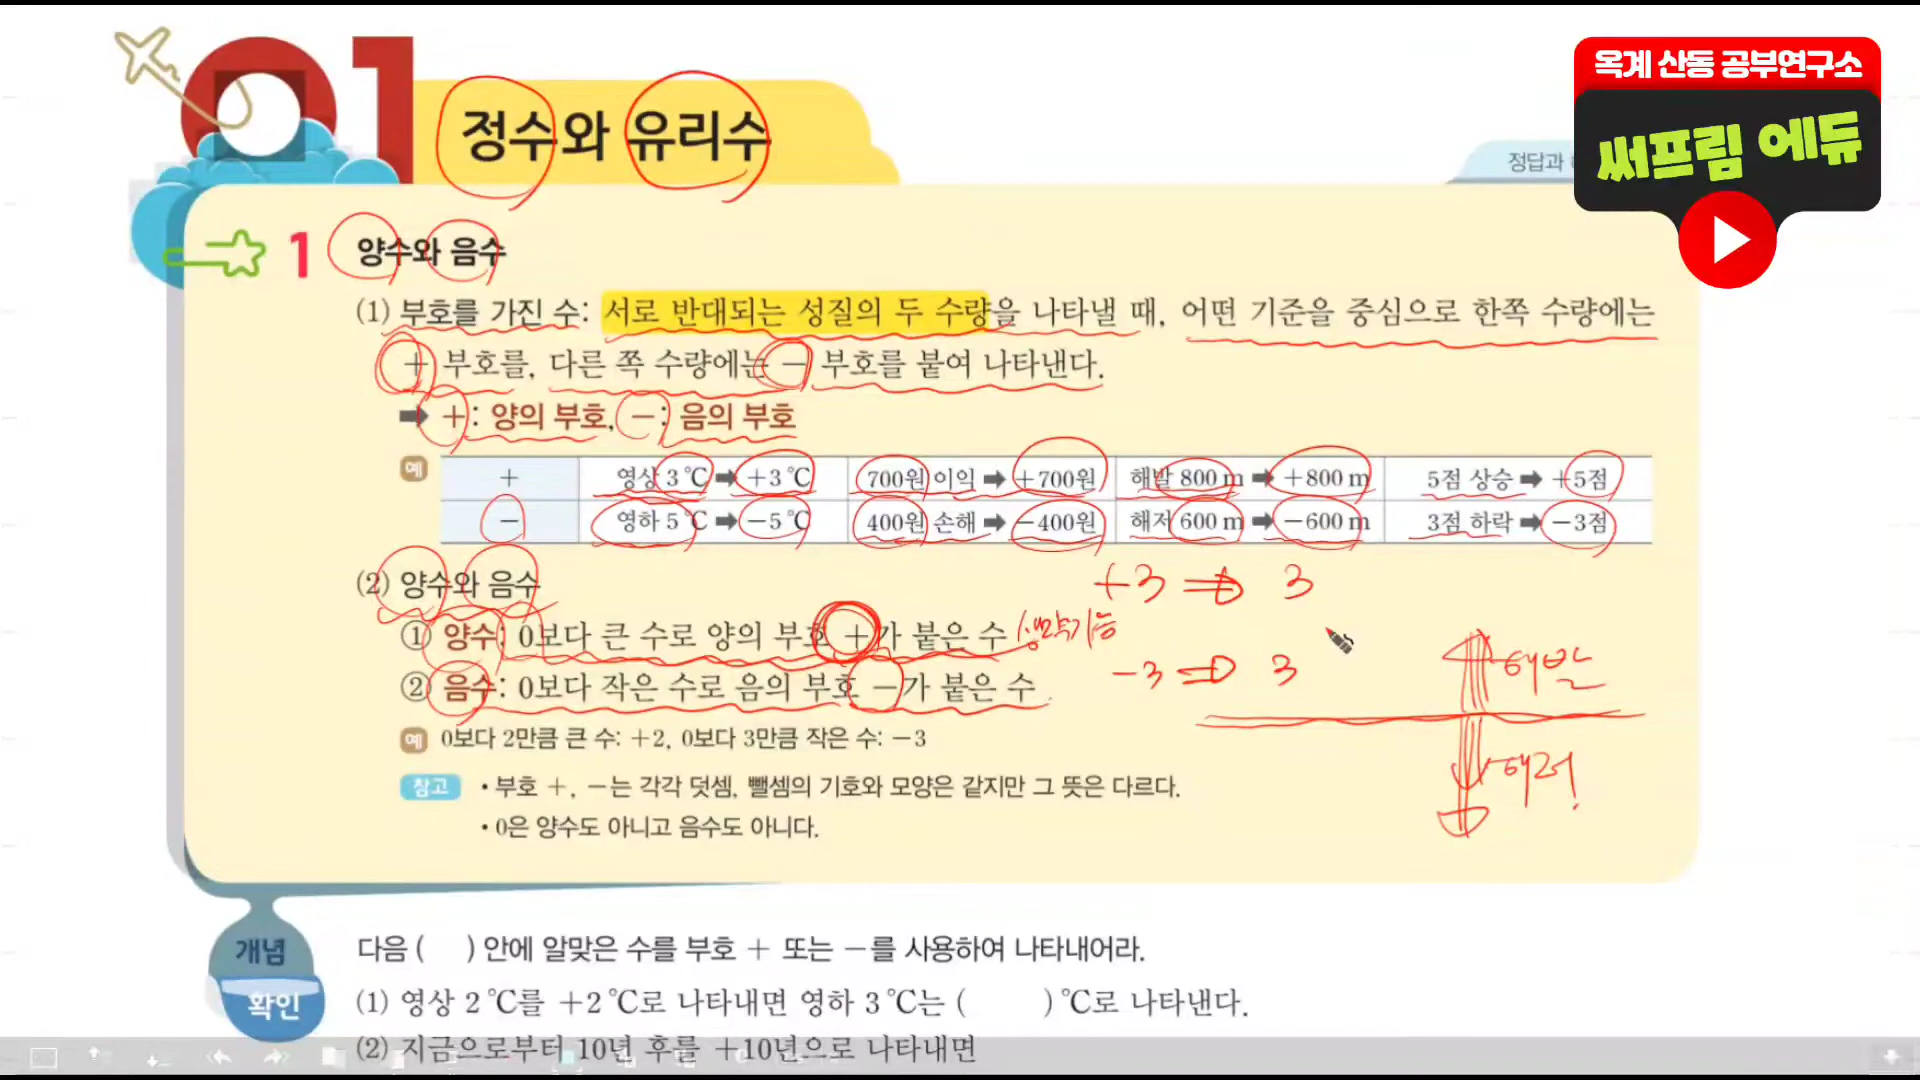 01
정수와 유리수
옥계 산동 공부연구소
써프림 에듀
정답과
1 양수와 음수
(1) 부호를 가진 수: 서로 반대되는 성질의 두 수량을 나타낼 때, 어떤 기준을 중심으로 한쪽 수량에는
+ 부호를, 다른 쪽 수량에는 − 부호를 붙여 나타낸다.
➡ +: 양의 부호, −: 음의 부호
예 + 영상 3 ℃ ➡ +3 ℃ 700원 이익 ➡ +700원 해발 800 m ➡ +800 m 5점 상승 ➡ +5점
− 영하 5 ℃ ➡ −5 ℃ 400원 손해 ➡ −400원 해저 600 m ➡ −600 m 3점 하락 ➡ −3점
(2) 양수와 음수
+3 ⇒ 3
① 양수: 0보다 큰 수로 양의 부호 +가 붙은 수 생략가능
해발
② 음수: 0보다 작은 수로 음의 부호 −가 붙은 수
−3 ⇒ 3
예 0보다 2만큼 큰 수: +2, 0보다 3만큼 작은 수: −3
해저
참고 • 부호 +, −는 각각 덧셈, 뺄셈의 기호와 모양은 같지만 그 뜻은 다르다.
• 0은 양수도 아니고 음수도 아니다.
개념 확인
다음 ( ) 안에 알맞은 수를 부호 + 또는 −를 사용하여 나타내어라.
(1) 영상 2 ℃를 +2 ℃로 나타내면 영하 3 ℃는 ( ) ℃로 나타낸다.
(2) 지금으로부터 10년 후를 +10년으로 나타내면